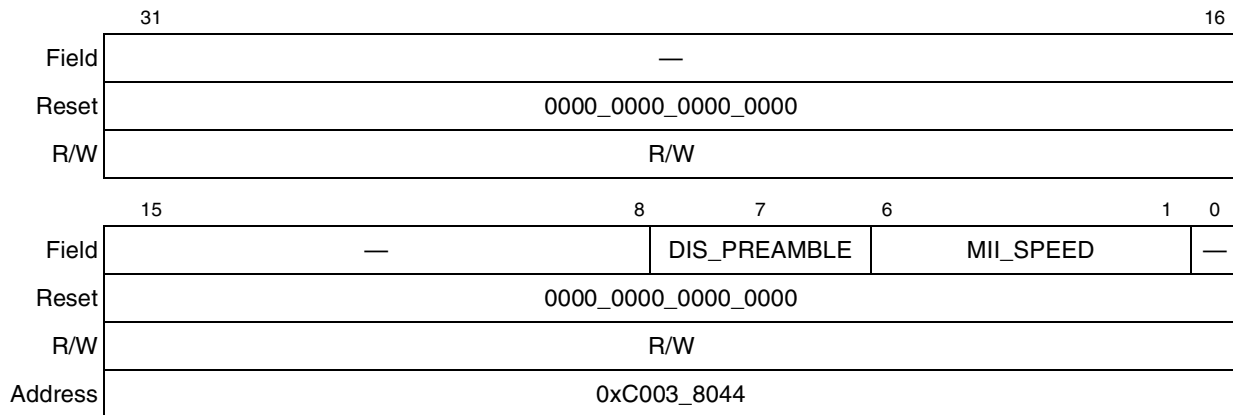 31 16
Field —
Reset 0000_0000_0000_0000
R/W R/W
15 8 7 6 1 0
Field — DIS_PREAMBLE MII_SPEED —
Reset 0000_0000_0000_0000
R/W R/W
Address 0xC003_8044